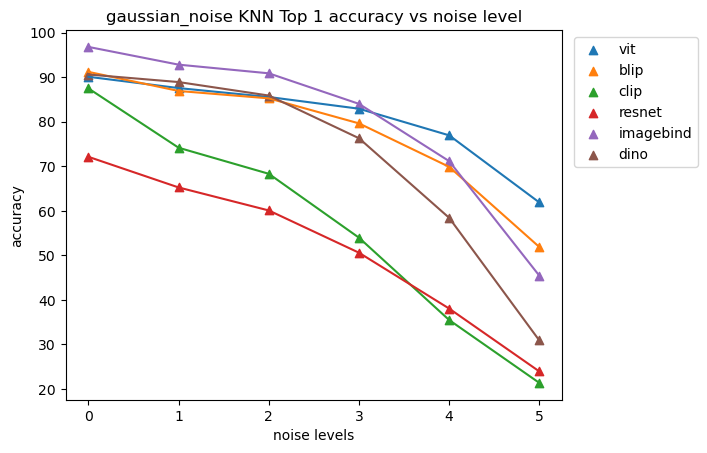 gaussian_noise KNN Top 1 accuracy vs noise level
100
90
80
70
60
50
40
30
20
accuracy
0 1 2 3 4 5
noise levels
vit
blip
clip
resnet
imagebind
dino